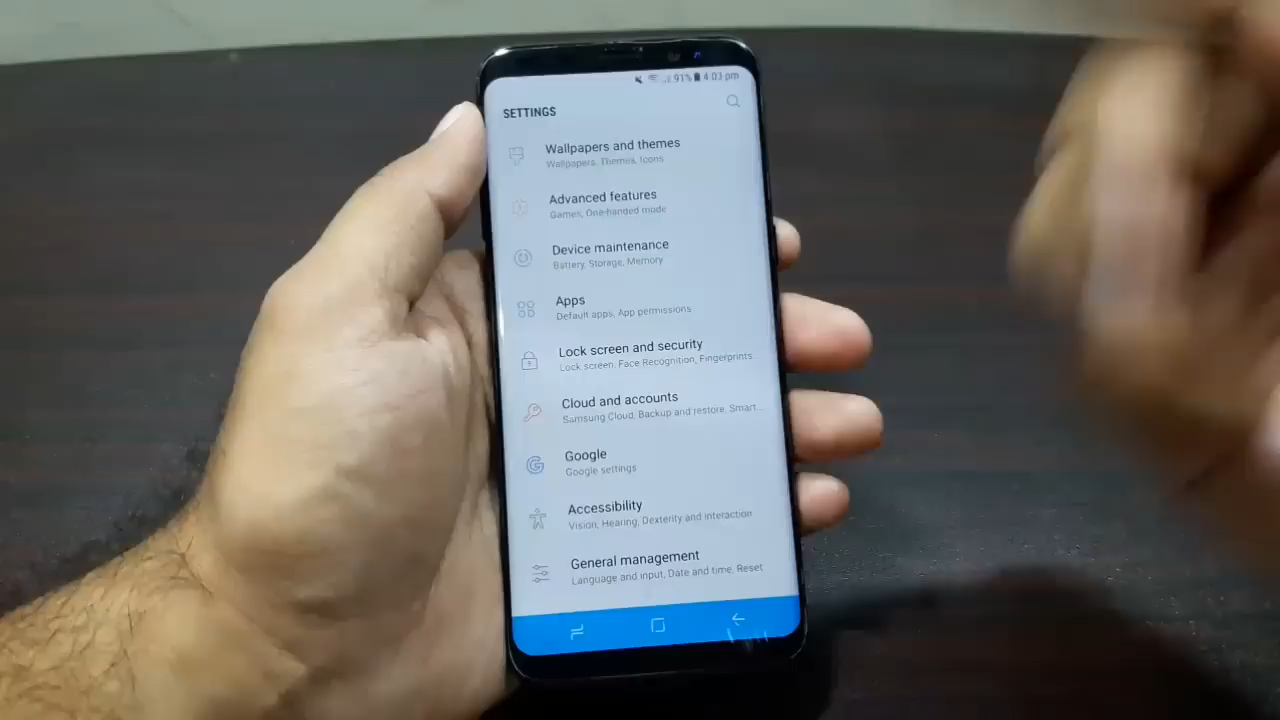 91% 4:03 pm
SETTINGS
Wallpapers and themes
Wallpapers, Themes, Icons
Advanced features
Games, One-handed mode
Device maintenance
Battery, Storage, Memory
Apps
Default apps, App permissions
Lock screen and security
Lock screen, Face Recognition, Fingerprints...
Cloud and accounts
Samsung Cloud, Backup and restore, Smart...
Google
Google settings
Accessibility
Vision, Hearing, Dexterity and interaction
General management
Language and input, Date and time, Reset